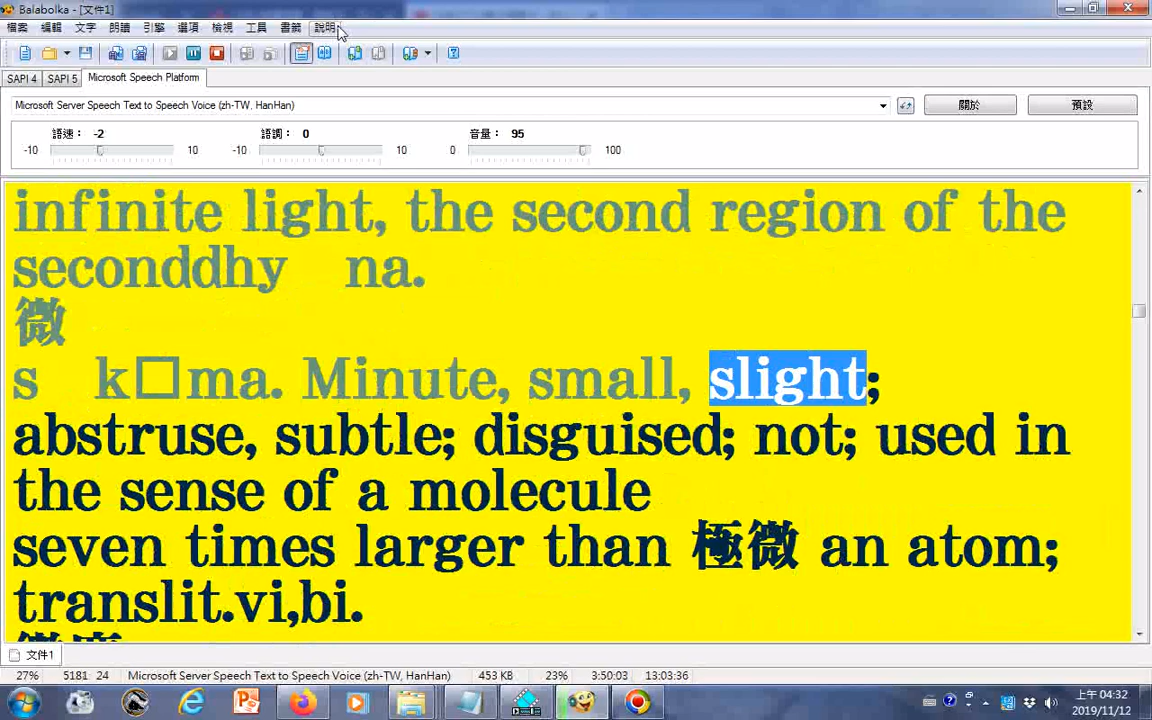 Balabolka - [文件1]
檔案 編輯 文字 朗讀 引擎 選項 檢視 工具 書籤 說明
SAPI 4 SAPI 5 Microsoft Speech Platform
Microsoft Server Speech Text to Speech Voice (zh-TW, HanHan) 關於 預設
語速： -2 語調： 0 音量： 95
-10 10 -10 10 0 100
infinite light, the second region of the
seconddhy na.
微
s k□ma. Minute, small, slight;
abstruse, subtle; disguised; not; used in
the sense of a molecule
seven times larger than 極微 an atom;
translit.vi,bi.
文件1
27% 5181 24 Microsoft Server Speech Text to Speech Voice (zh-TW, HanHan) 453 KB 23% 3:50:03 13:03:36
上午 04:32
2019/11/12